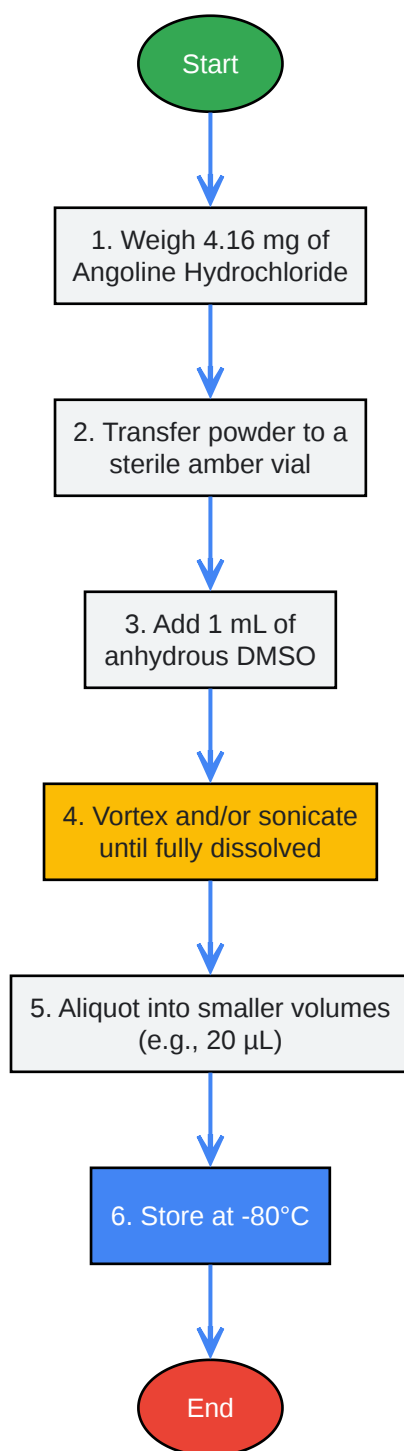 Start
1. Weigh 4.16 mg of
Angoline Hydrochloride
2. Transfer powder to a
sterile amber vial
3. Add 1 mL of
anhydrous DMSO
4. Vortex and/or sonicate
until fully dissolved
5. Aliquot into smaller volumes
(e.g., 20 µL)
6. Store at -80°C
End